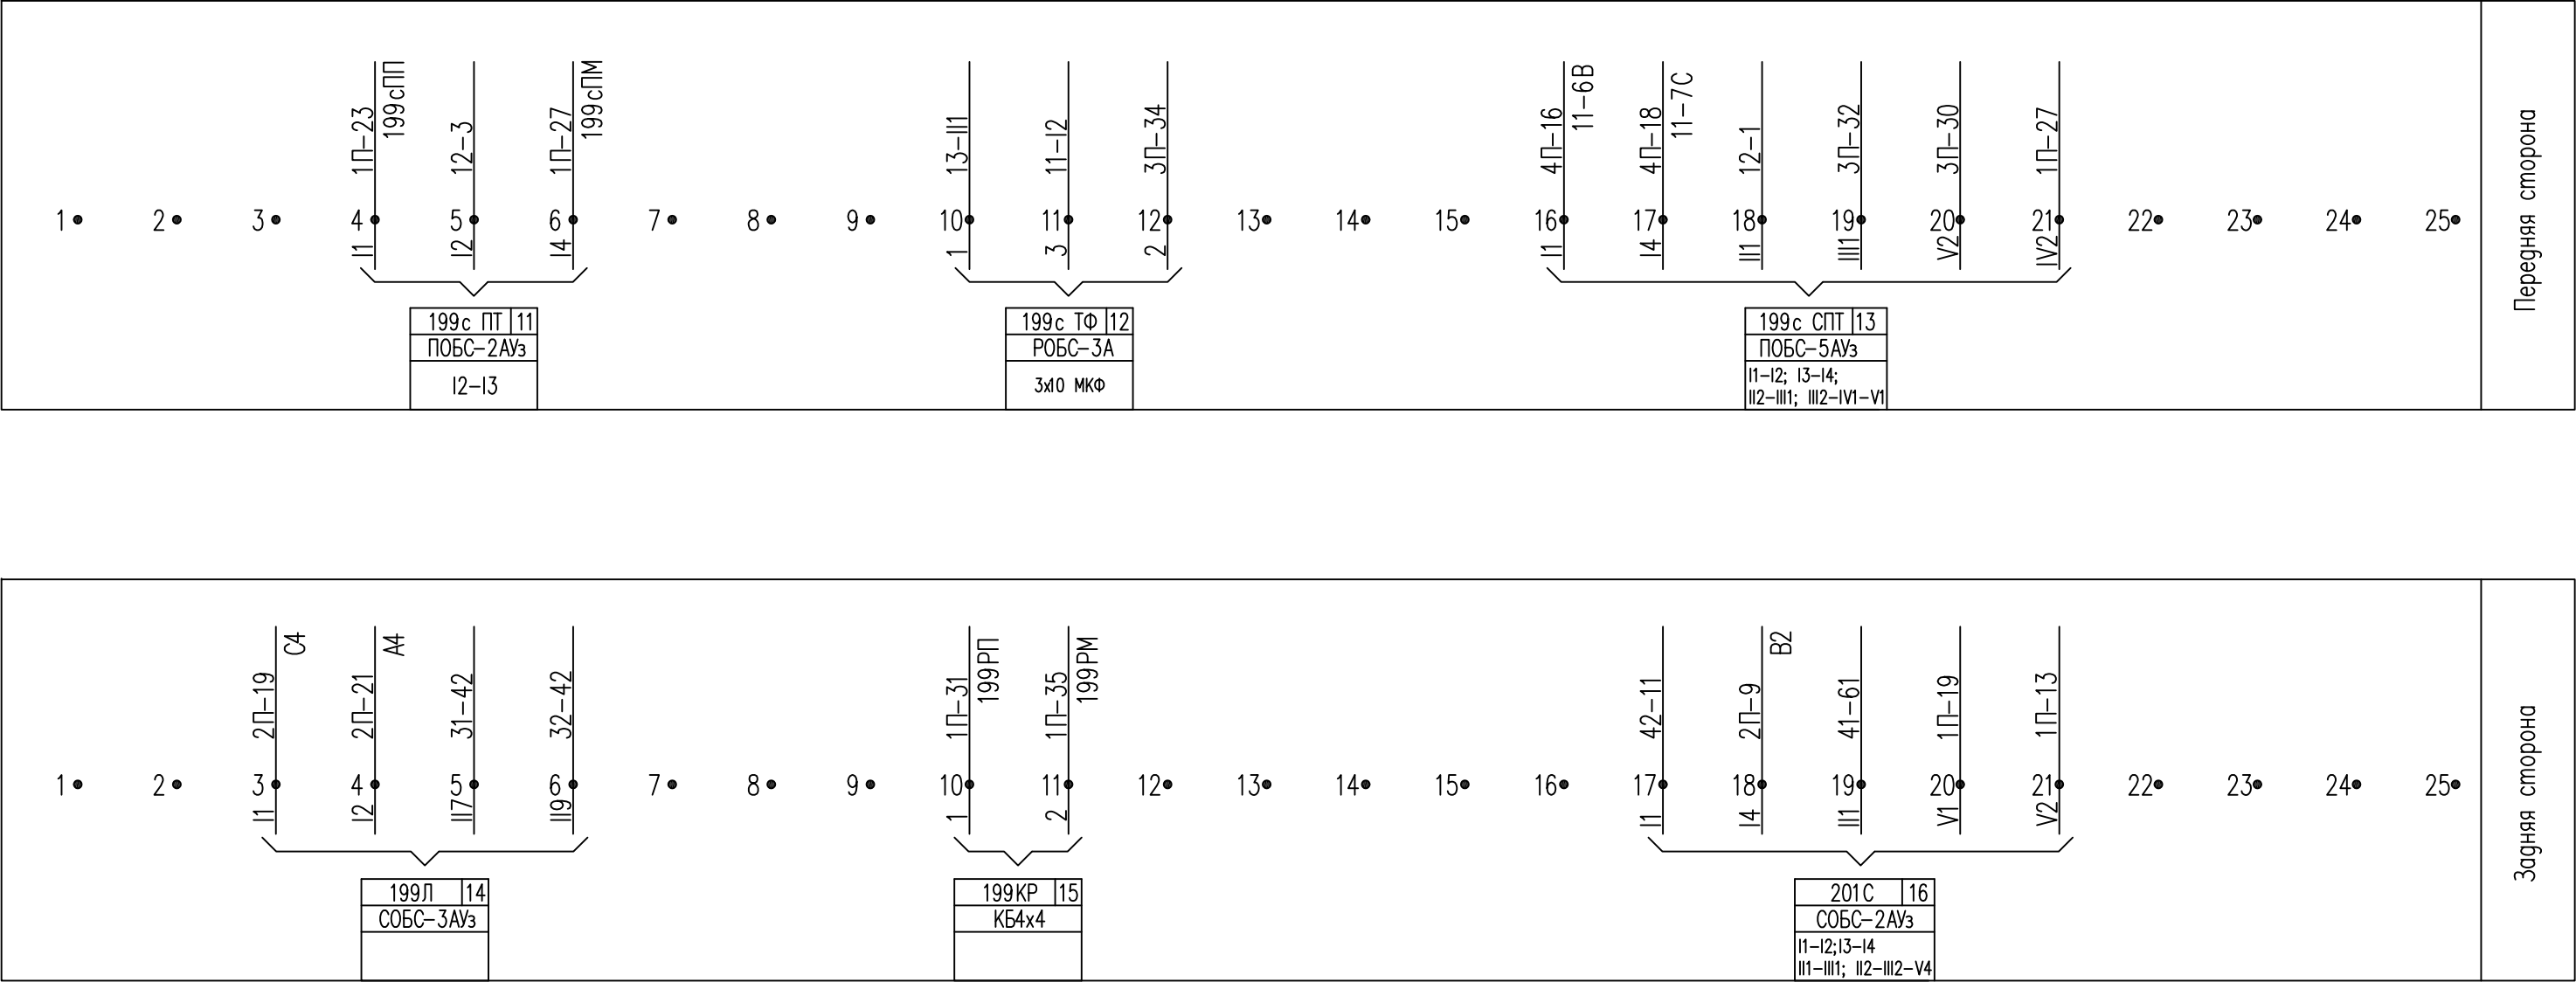 1П-23
199сПП
12-3
1П-27
199сПМ
13-II1
11-I2
3П-34
4П-16
11-6В
4П-18
11-7С
12-1
3П-32
3П-30
1П-27
1 2 3 4 5 6 7 8 9 10 11 12 13 14 15 16 17 18 19 20 21 22 23 24 25
I1 I2 I4 1 3 2 I1 I4 II1 III1 V2 IV2
199с ПТ 11
ПОБС-2АУз
I2-I3
199с ТФ 12
РОБС-3А
3х10 МКФ
199с СПТ 13
ПОБС-5АУз
I1-I2; I3-I4;
II2-III1; III2-IV1-V1
Передняя сторона
2П-19
С4
2П-21
А4
31-42
32-42
1П-31
199РП
1П-35
199РМ
42-11
2П-9
В2
41-61
1П-19
1П-13
1 2 3 4 5 6 7 8 9 10 11 12 13 14 15 16 17 18 19 20 21 22 23 24 25
I1 I2 II7 II9 1 2 I1 I4 II1 V1 V2
199Л 14
СОБС-3АУз
199КР 15
КБ4х4
201С 16
СОБС-2АУз
I1-I2;I3-I4
II1-III1; II2-III2-V4
Задняя сторона